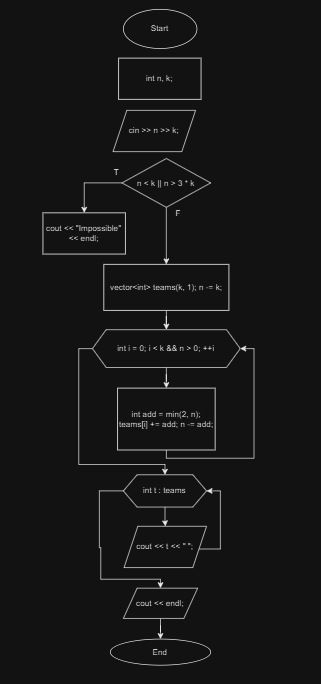 Start
int n, k;
cin >> n >> k;
T
n < k || n > 3 * k
F
cout << "Impossible"
<< endl;
vector<int> teams(k, 1); n -= k;
int i = 0; i < k && n > 0; ++i
int add = min(2, n);
teams[i] += add; n -= add;
int t : teams
cout << t << " ";
cout << endl;
End